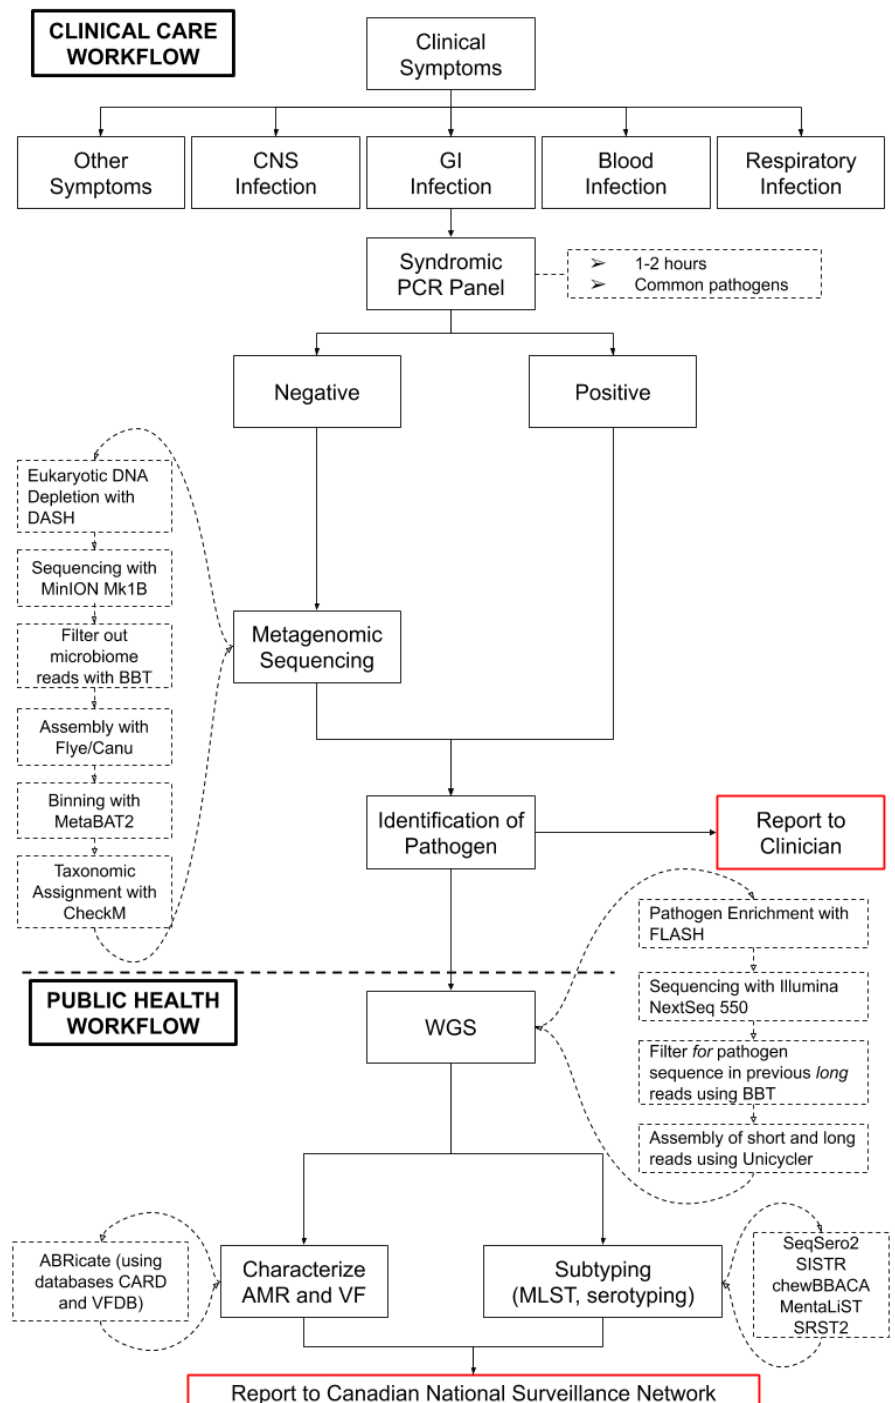 CLINICAL CARE
WORKFLOW
Clinical
Symptoms
Other
Symptoms
CNS
Infection
GI
Infection
Blood
Infection
Respiratory
Infection
Syndromic
PCR Panel
➢ 1-2 hours
➢ Common pathogens
Negative
Positive
Eukaryotic DNA
Depletion with
DASH
Sequencing with
MinION Mk1B
Filter out
microbiome
reads with BBT
Assembly with
Flye/Canu
Binning with
MetaBAT2
Taxonomic
Assignment with
CheckM
Metagenomic
Sequencing
Identification of
Pathogen
Report to
Clinician
PUBLIC HEALTH
WORKFLOW
WGS
Pathogen Enrichment with
FLASH
Sequencing with Illumina
NextSeq 550
Filter for pathogen
sequence in previous long
reads using BBT
Assembly of short and long
reads using Unicycler
ABRicate (using
databases CARD
and VFDB)
Characterize
AMR and VF
Subtyping
(MLST, serotyping)
SeqSero2
SISTR
chewBBACA
MentaLiST
SRST2
Report to Canadian National Surveillance Network